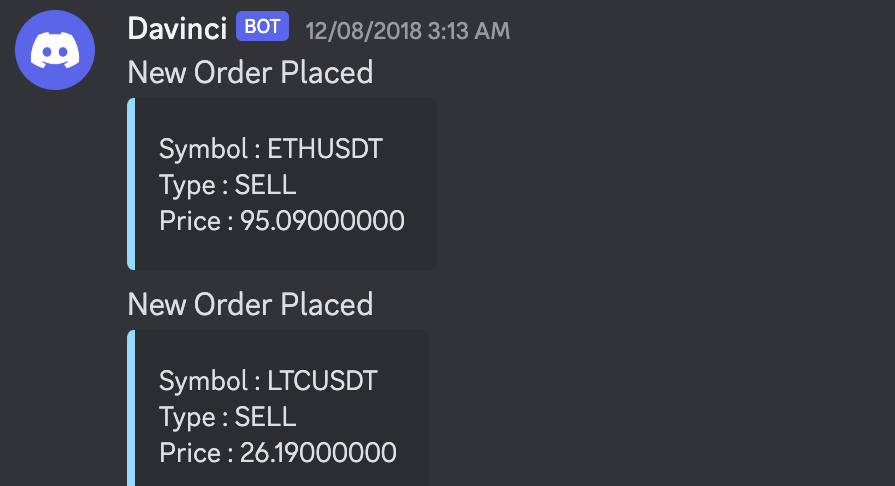 Davinci BOT 12/08/2018 3:13 AM
New Order Placed
Symbol : ETHUSDT
Type : SELL
Price : 95.09000000
New Order Placed
Symbol : LTCUSDT
Type : SELL
Price : 26.19000000